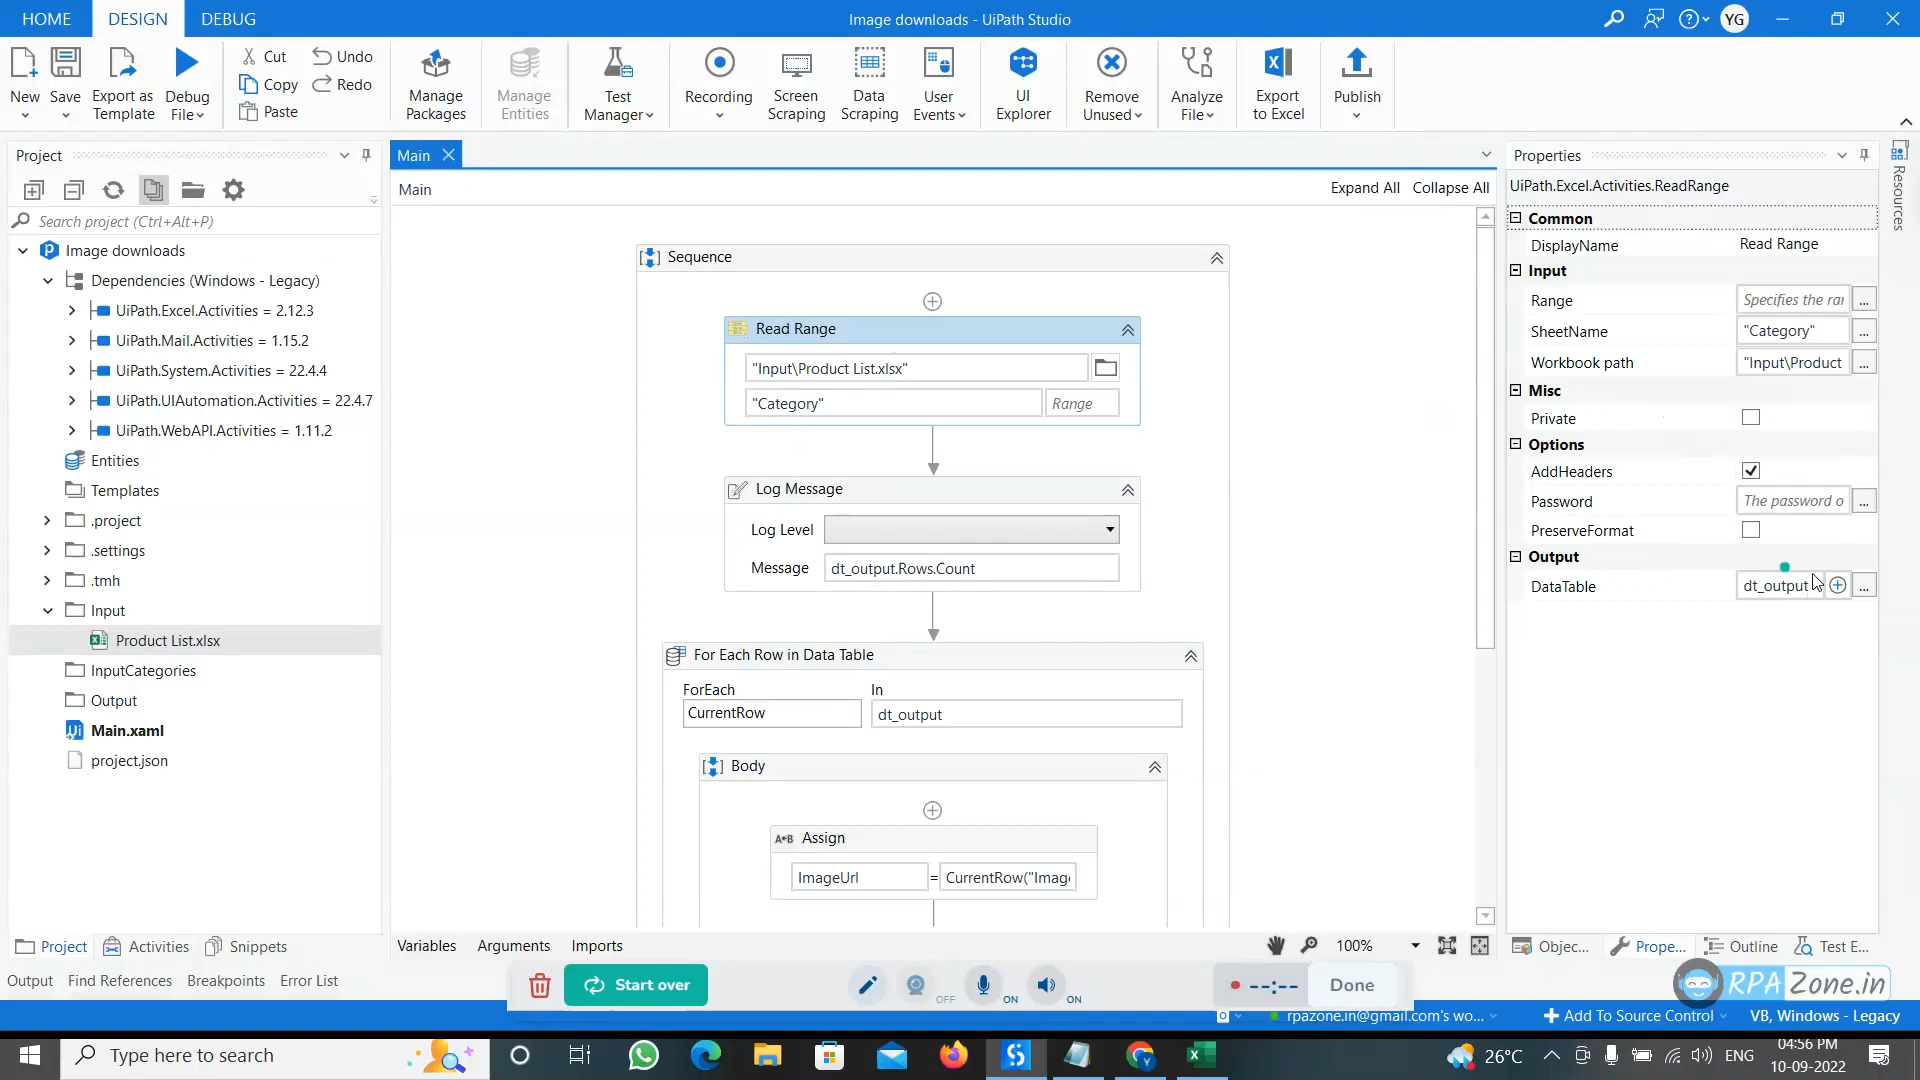 HOME DESIGN DEBUG Image downloads - UiPath Studio YG
New Save Export as Template Debug File Cut Copy Paste Undo Redo Manage Packages Manage Entities Test Manager Recording Screen Scraping Data Scraping User Events UI Explorer Remove Unused Analyze File Export to Excel Publish
Project
Search project (Ctrl+Alt+P)
Image downloads
Dependencies (Windows - Legacy)
UiPath.Excel.Activities = 2.12.3
UiPath.Mail.Activities = 1.15.2
UiPath.System.Activities = 22.4.4
UiPath.UIAutomation.Activities = 22.4.7
UiPath.WebAPI.Activities = 1.11.2
Entities
Templates
.project
.settings
.tmh
Input
Product List.xlsx
InputCategories
Output
Main.xaml
project.json
Project Activities Snippets
Main
Main Expand All Collapse All
Sequence
Read Range
"Input\Product List.xlsx"
"Category" Range
Log Message
Log Level
Message dt_output.Rows.Count
For Each Row in Data Table
ForEach In
CurrentRow dt_output
Body
A•B Assign
ImageUrl = CurrentRow("Imag
Variables Arguments Imports 100%
Properties
UiPath.Excel.Activities.ReadRange
Common
DisplayName Read Range
Input
Range Specifies the rar ...
SheetName "Category" ...
Workbook path "Input\Product ...
Misc
Private
Options
AddHeaders
Password The password o ...
PreserveFormat
Output
DataTable dt_output ...
Objec... Prope... Outline Test E...
Resources
Output Find References Breakpoints Error List
Start over OFF ON ON --:-- Done
RPA Zone.in
rpazone.in@gmail.com's wo... Add To Source Control VB, Windows - Legacy
Type here to search 26°C ENG 04:56 PM
10-09-2022